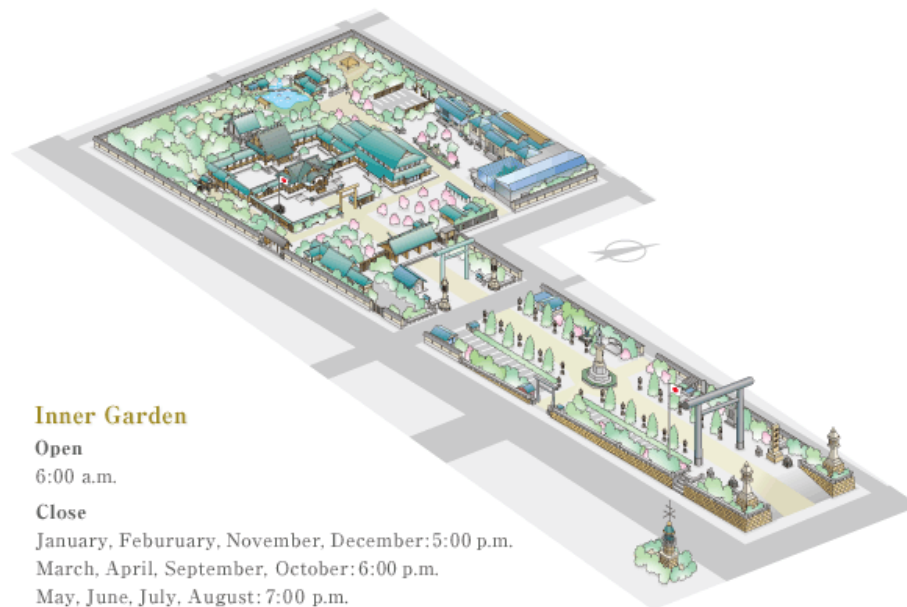 Inner Garden
Open
6:00 a.m.
Close
January, Feburuary, November, December:5:00 p.m.
March, April, September, October:6:00 p.m.
May, June, July, August:7:00 p.m.